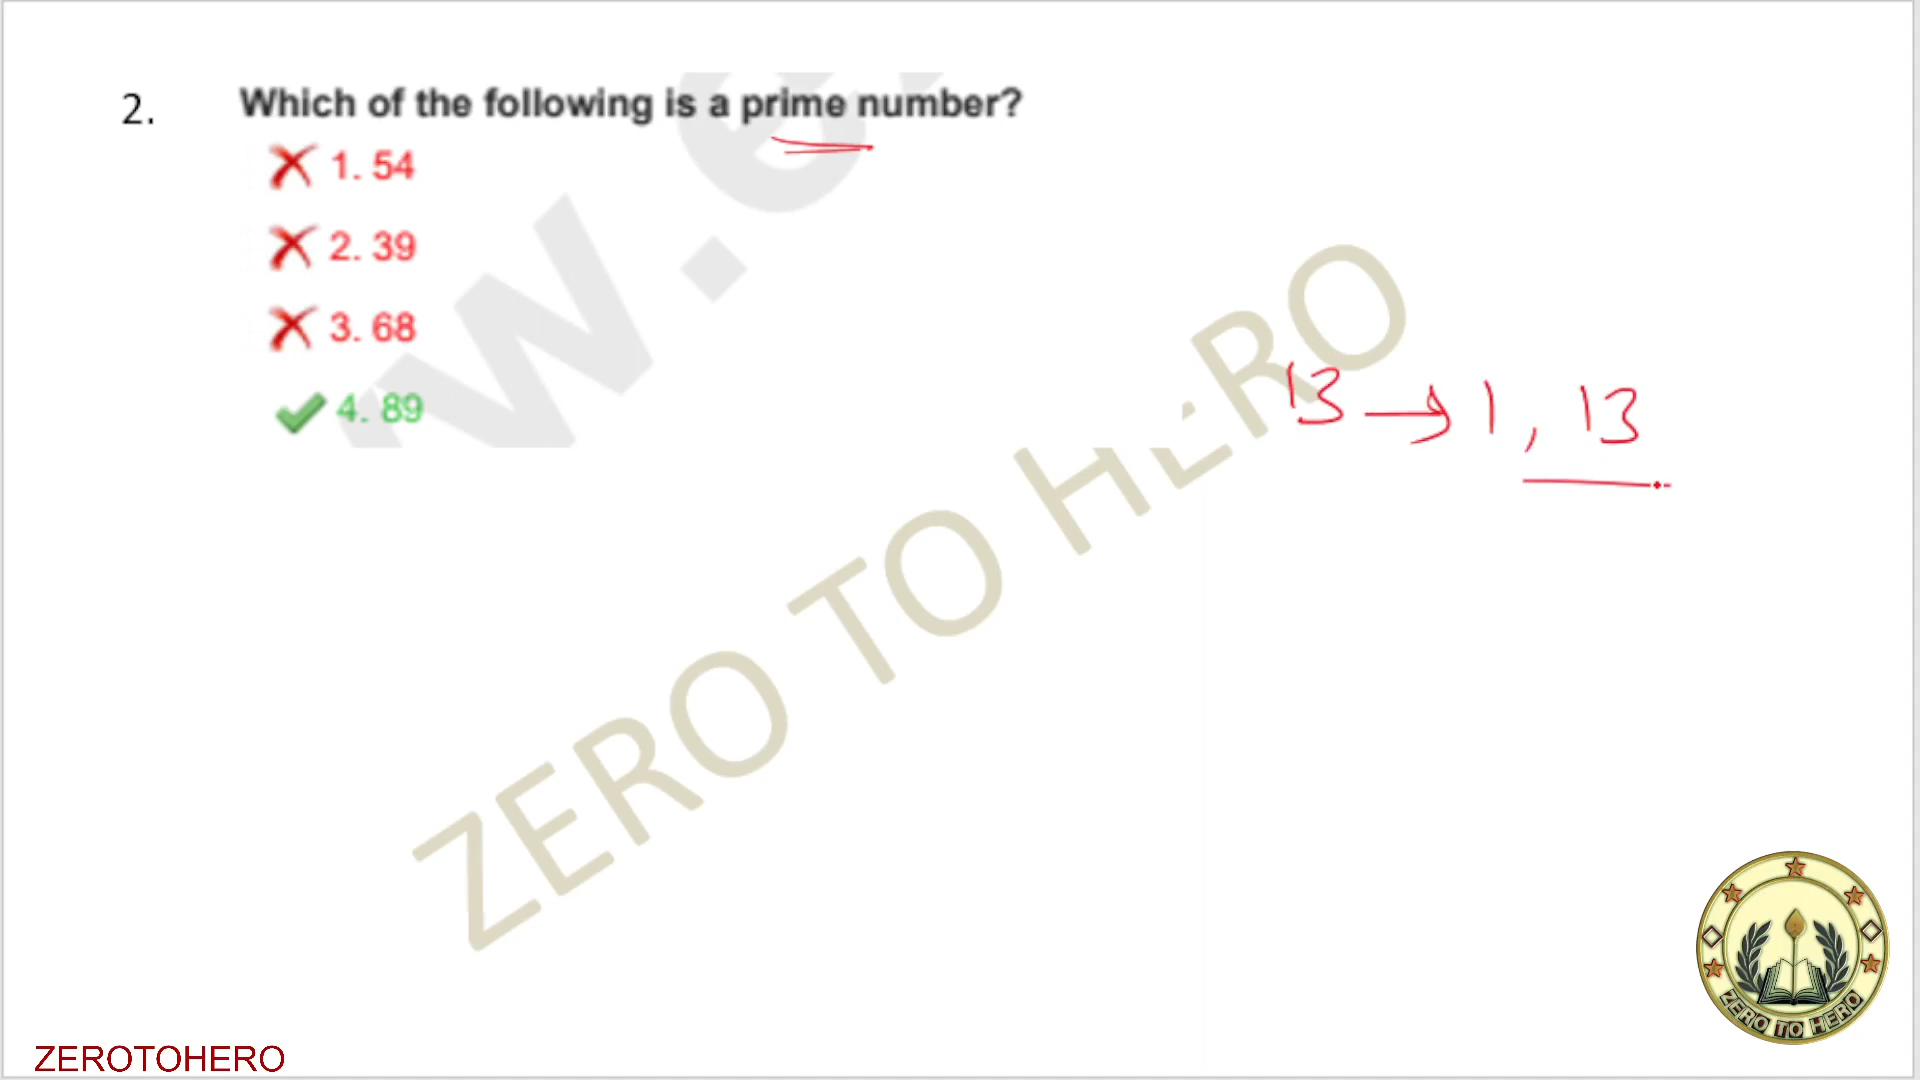 2. Which of the following is a prime number?
1. 54
2. 39
3. 68
4. 89
13 → 1, 13
w.e
ZERO TO HERO
ZERO TO HERO
ZEROTOHERO